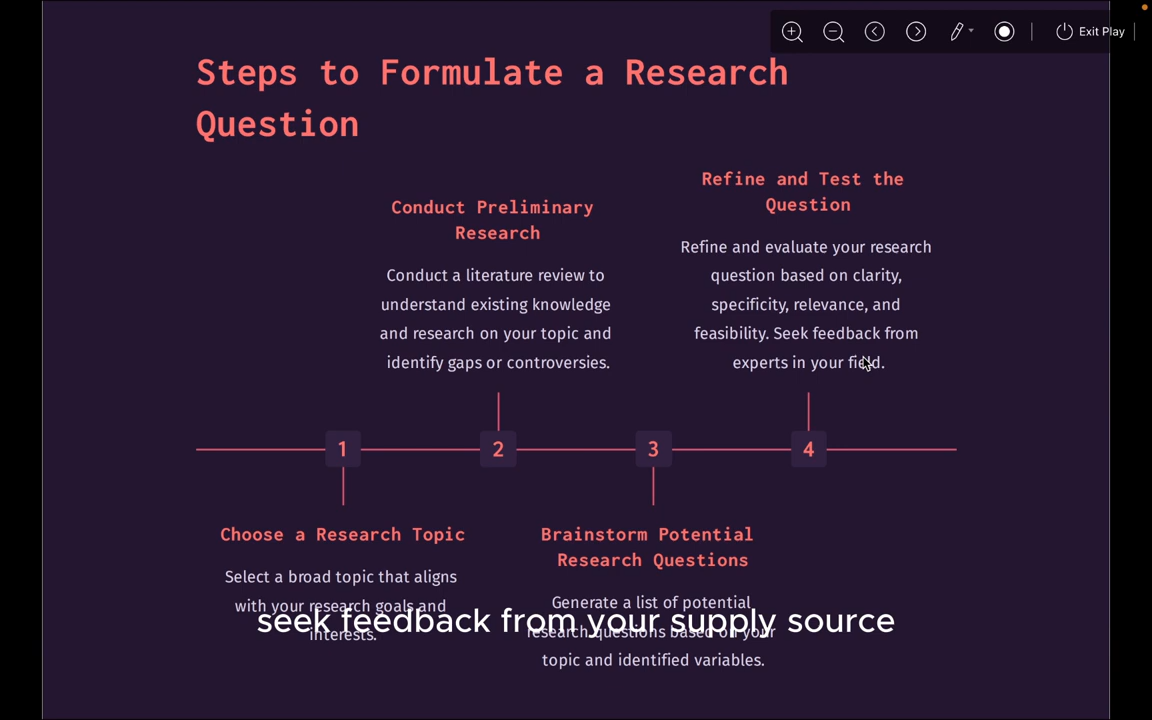 Exit Play
Steps to Formulate a Research
Question
Refine and Test the
Question
Refine and evaluate your research
question based on clarity,
specificity, relevance, and
feasibility. Seek feedback from
experts in your field.
Conduct Preliminary
Research
Conduct a literature review to
understand existing knowledge
and research on your topic and
identify gaps or controversies.
1
2
3
4
Choose a Research Topic
Select a broad topic that aligns
with your research goals and
interests.
Brainstorm Potential
Research Questions
Generate a list of potential
research questions based on your
topic and identified variables.
seek feedback from your supply source